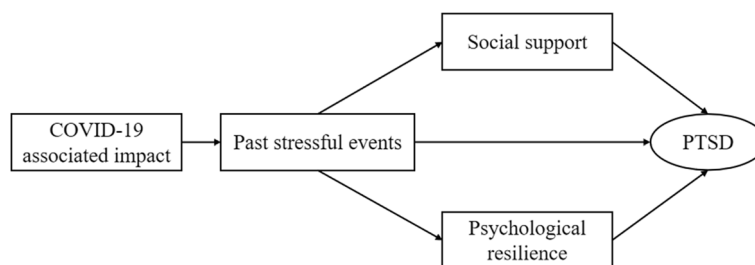 Social support
COVID-19
associated impact
Past stressful events
PTSD
Psychological
resilience